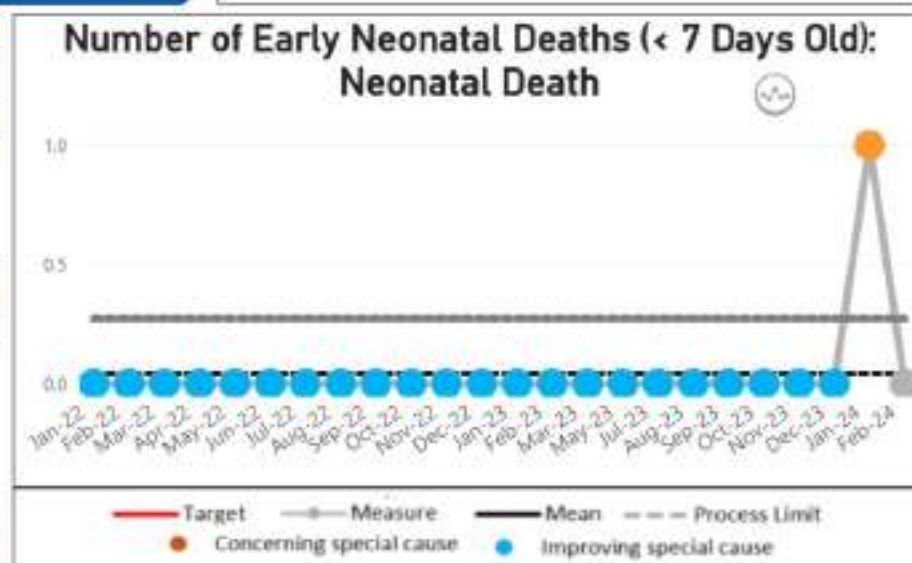 Number of Early Neonatal Deaths (< 7 Days Old):
Neonatal Death
1.0
0.5
0.0
Jan-22 Feb-22 Mar-22 Apr-22 May-22 Jun-22 Jul-22 Aug-22 Sep-22 Oct-22 Nov-22 Dec-22 Jan-23 Feb-23 Mar-23 May-23 Jul-23 Aug-23 Sep-23 Oct-23 Nov-23 Dec-23 Jan-24 Feb-24
Target Measure Mean Process Limit
Concerning special cause Improving special cause